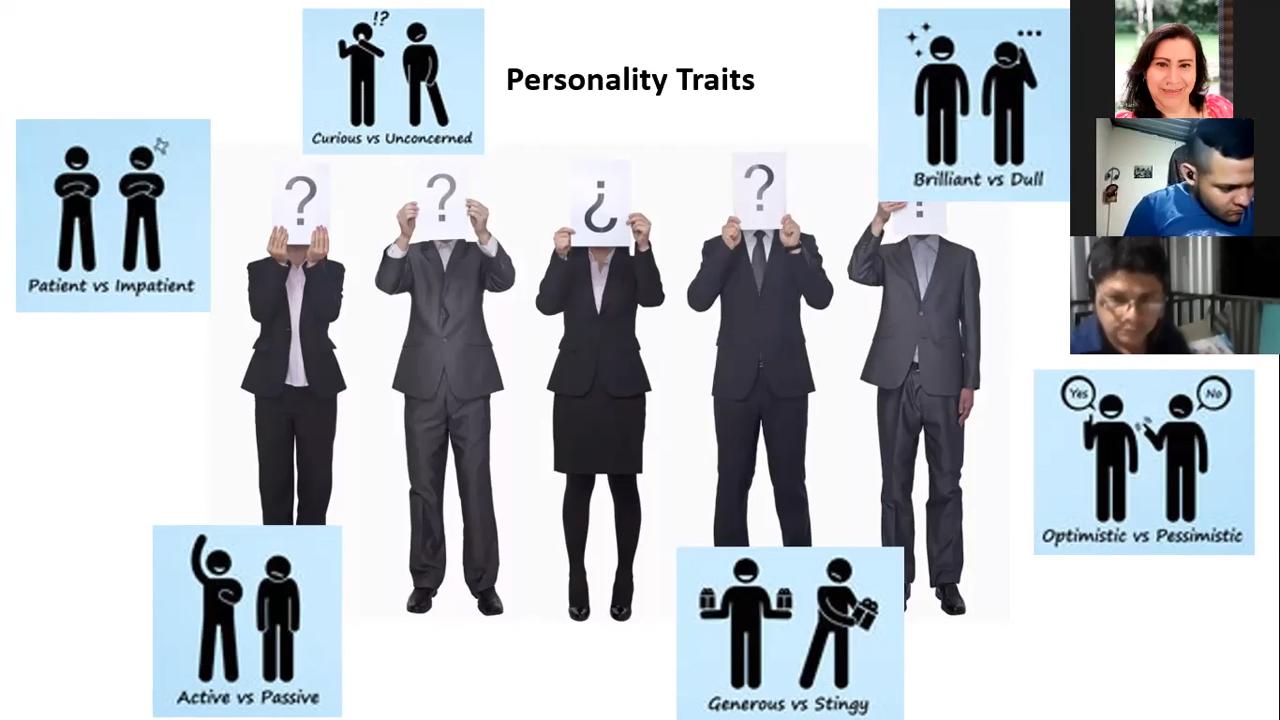 !?
Curious vs Unconcerned
Personality Traits
...
Brilliant vs Dull
Patient vs Impatient
?
?
¿
?
Yes
No
Optimistic vs Pessimistic
Active vs Passive
Generous vs Stingy